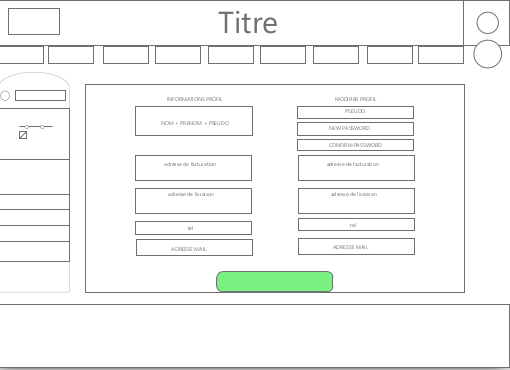 Titre
INFORMATIONS PROFIL
MODIFIER PROFIL
NOM + PRENOM + PSEUDO
PSEUDO
NEW PASSWORD
CONFIRM PASSWORD
adresse de facturation
adresse de facturation
adresse de livraison
adresse de livraison
tel
tel
ADRESSE MAIL
ADRESSE MAIL